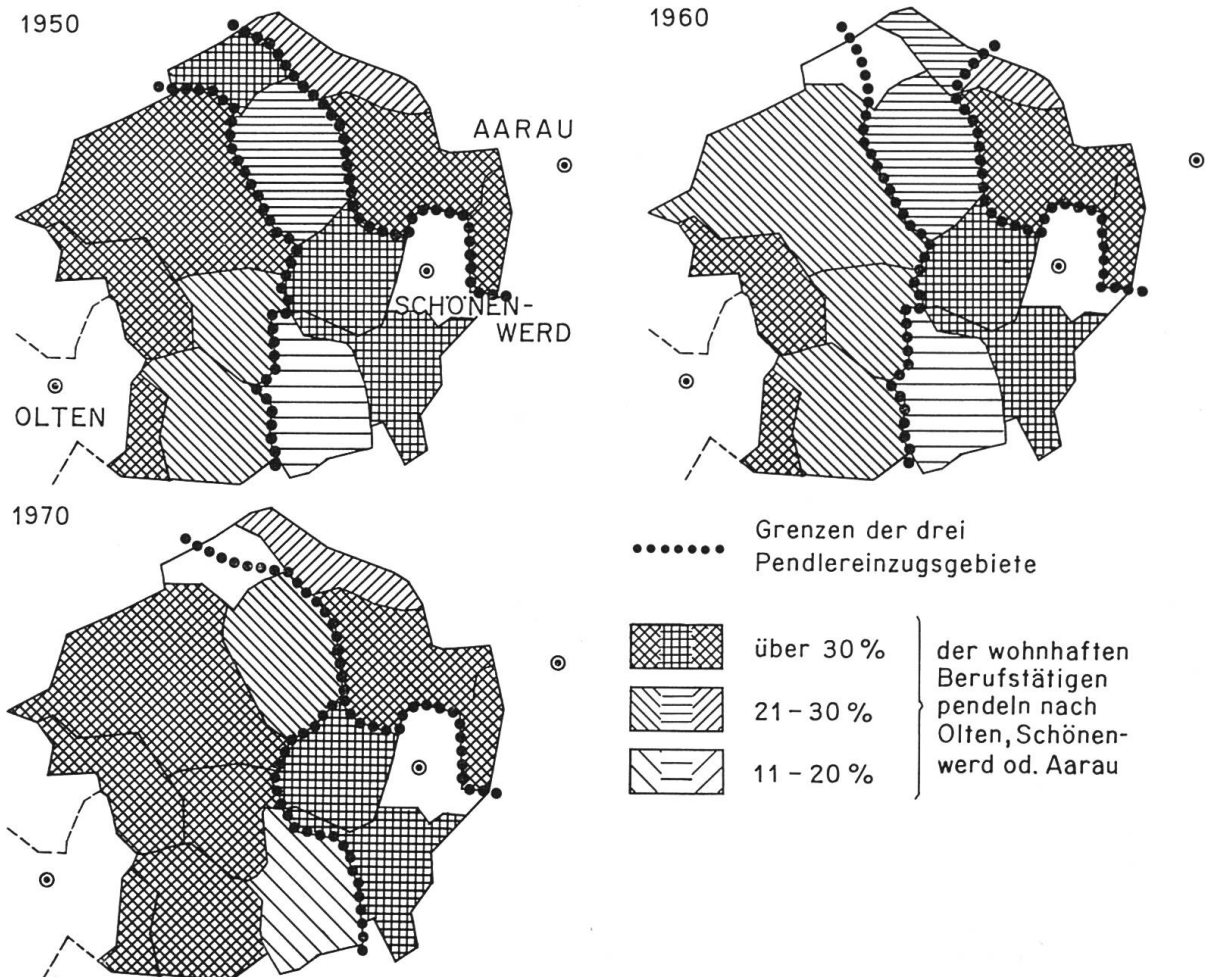 1950
AARAU
SCHÖNEN-
WERD
OLTEN
1960
1970
Grenzen der drei
Pendlereinzugsgebiete
über 30 %
21 – 30 %
11 – 20 %
der wohnhaften
Berufstätigen
pendeln nach
Olten, Schönen-
werd od. Aarau